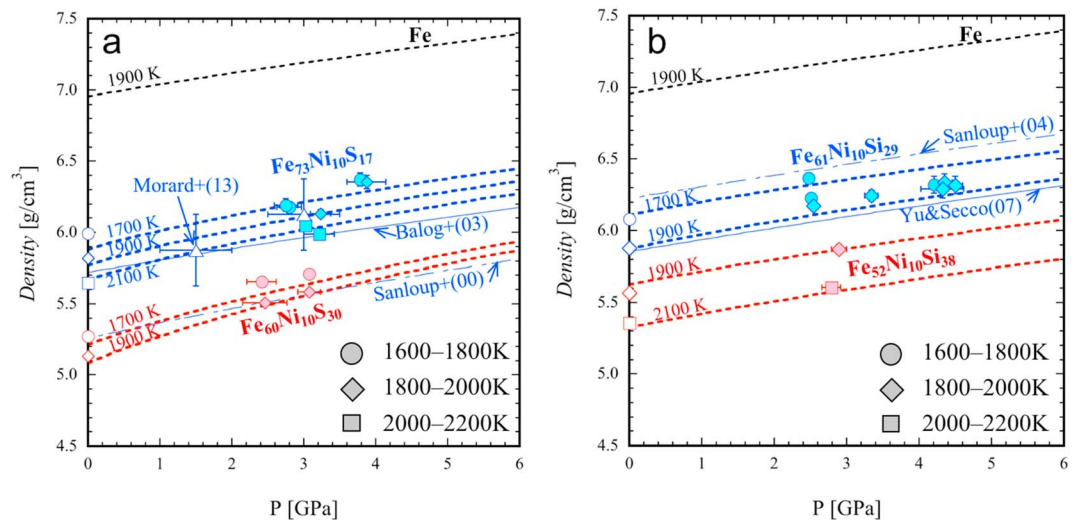 a
Fe
1900 K
Fe73Ni10S17
Morard+(13)
1700 K
1900 K
2100 K
Balog+(03)
Sanloup+(00)
1700 K
1900 K
Fe60Ni10S30
1600–1800K
1800–2000K
2000–2200K
7.5
7.0
6.5
6.0
5.5
5.0
4.5
Density [g/cm³]
0 1 2 3 4 5 6
P [GPa]
b
Fe
1900 K
Sanloup+(04)
Fe61Ni10Si29
1700 K
1900 K
Yu&Secco(07)
1900 K
Fe52Ni10Si38
2100 K
1600–1800K
1800–2000K
2000–2200K
7.5
7.0
6.5
6.0
5.5
5.0
4.5
Density [g/cm³]
0 1 2 3 4 5 6
P [GPa]